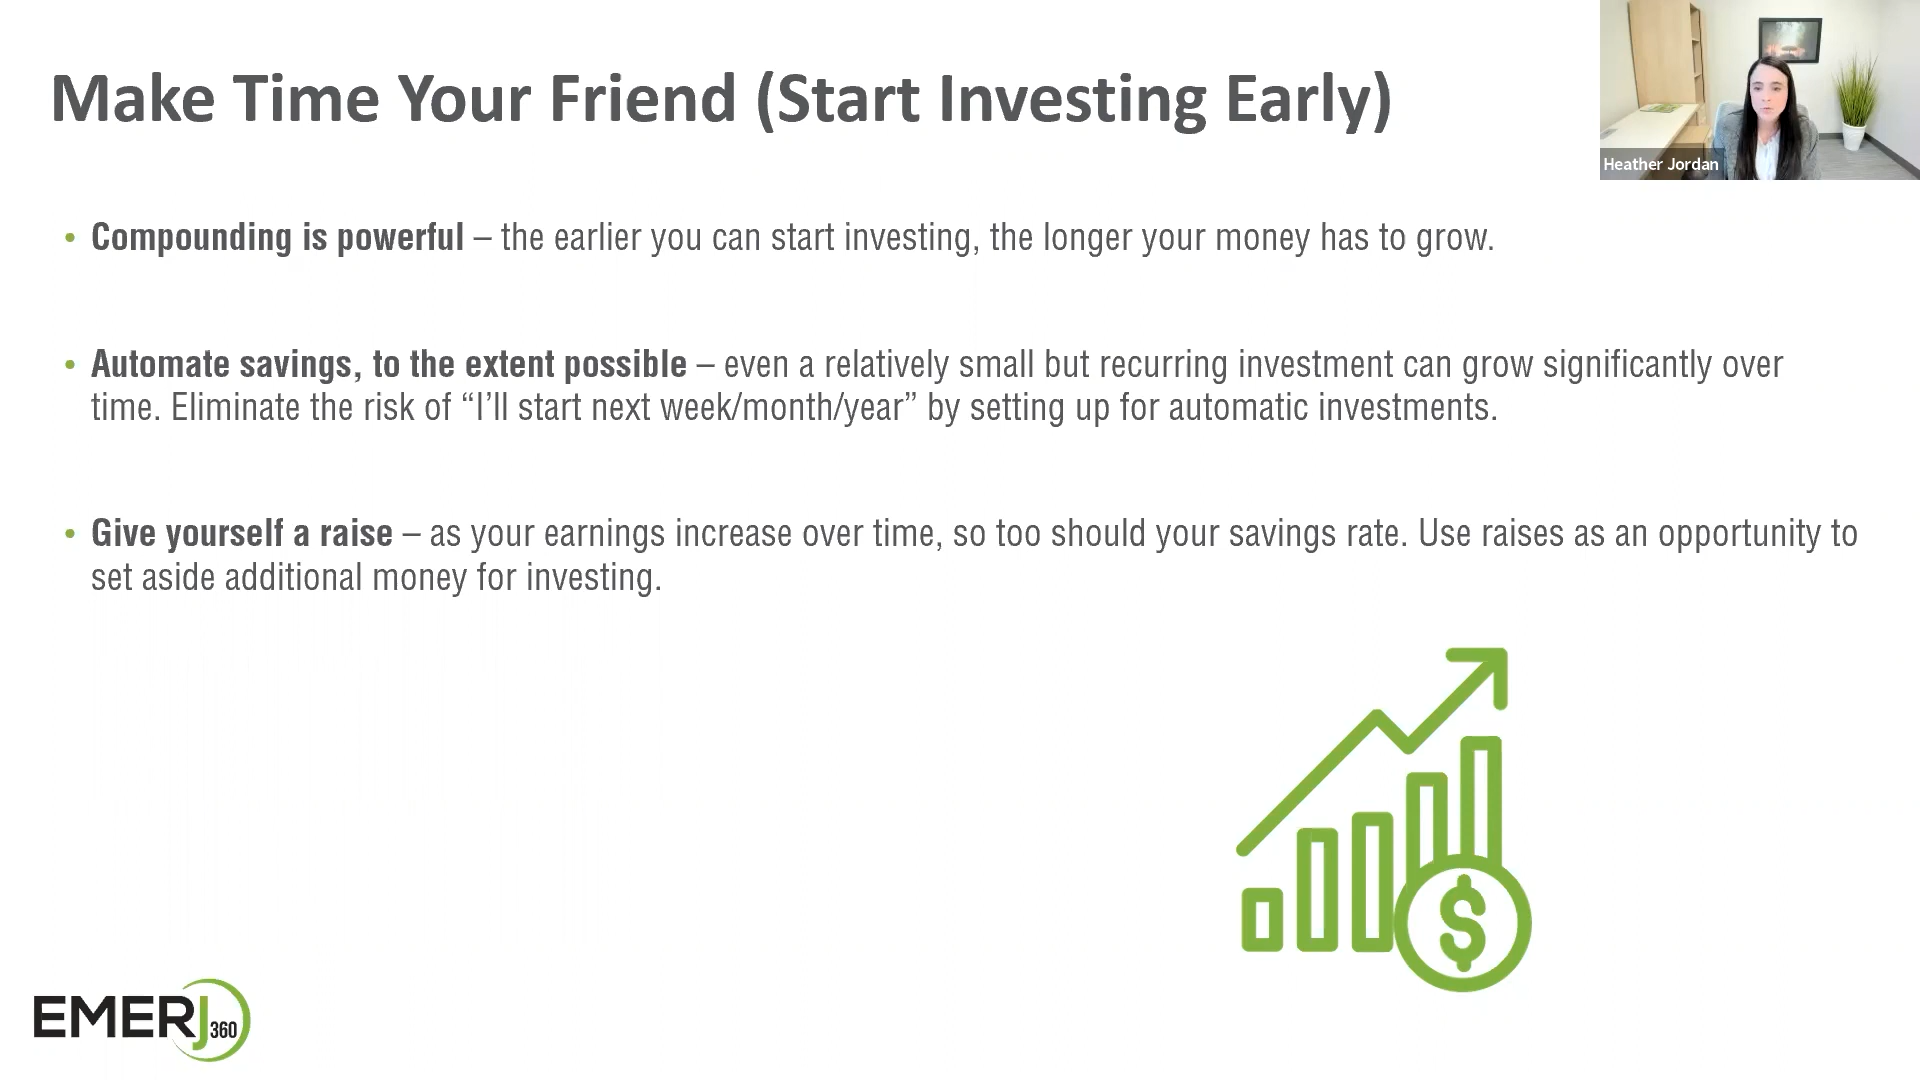 Make Time Your Friend (Start Investing Early)
Heather Jordan
• Compounding is powerful – the earlier you can start investing, the longer your money has to grow.
• Automate savings, to the extent possible – even a relatively small but recurring investment can grow significantly over
time. Eliminate the risk of “I’ll start next week/month/year” by setting up for automatic investments.
• Give yourself a raise – as your earnings increase over time, so too should your savings rate. Use raises as an opportunity to
set aside additional money for investing.
$
EMERJ360